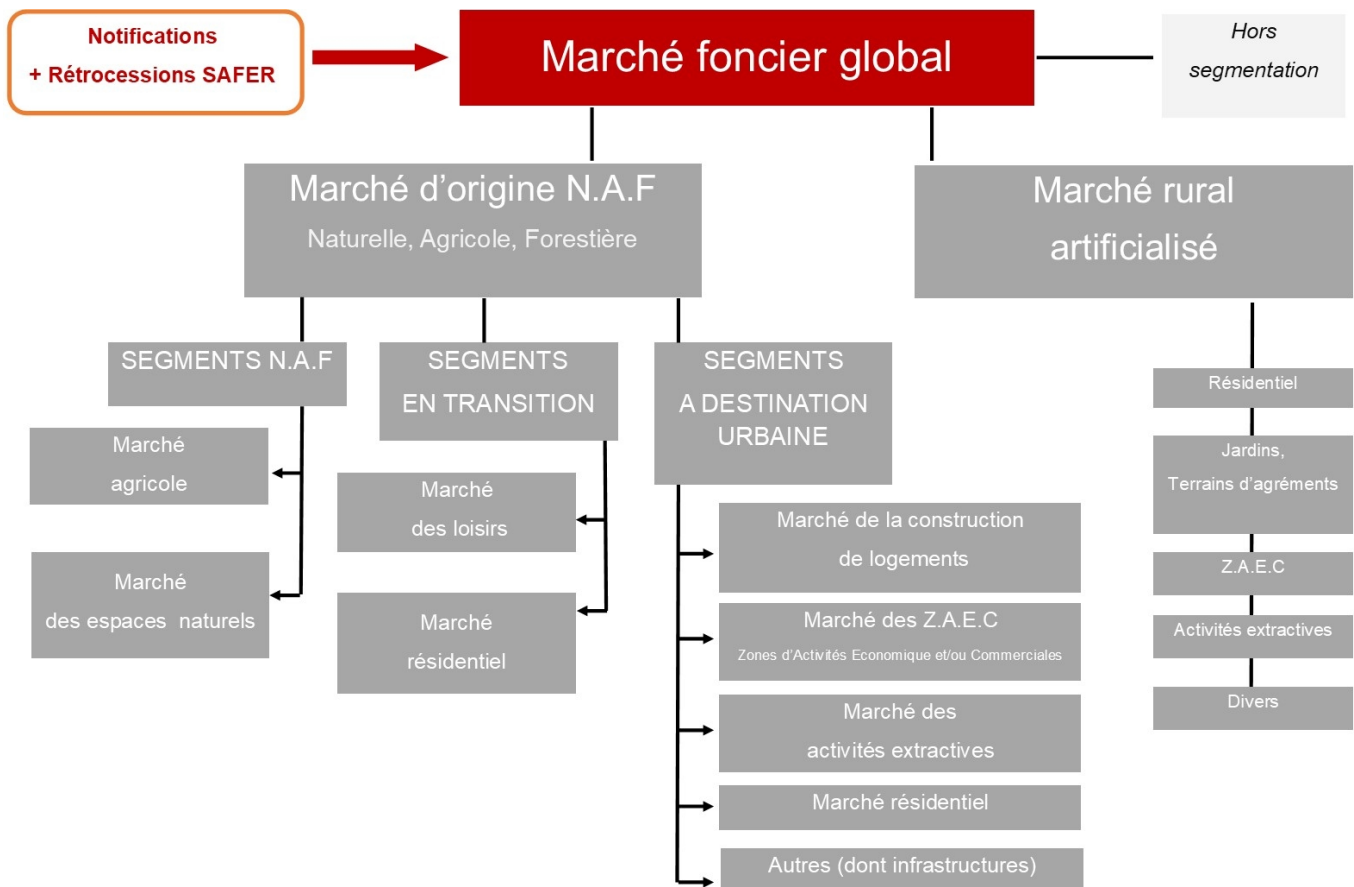 Notifications
+ Rétrocessions SAFER
Marché foncier global
Hors
segmentation
Marché d'origine N.A.F
Naturelle, Agricole, Forestière
Marché rural
artificialisé
SEGMENTS N.A.F
Marché
agricole
Marché
des espaces naturels
SEGMENTS
EN TRANSITION
Marché
des loisirs
Marché
résidentiel
SEGMENTS
A DESTINATION
URBAINE
Marché de la construction
de logements
Marché des Z.A.E.C
Zones d'Activités Economique et/ou Commerciales
Marché des
activités extractives
Marché résidentiel
Autres (dont infrastructures)
Résidentiel
Jardins,
Terrains d'agréments
Z.A.E.C
Activités extractives
Divers